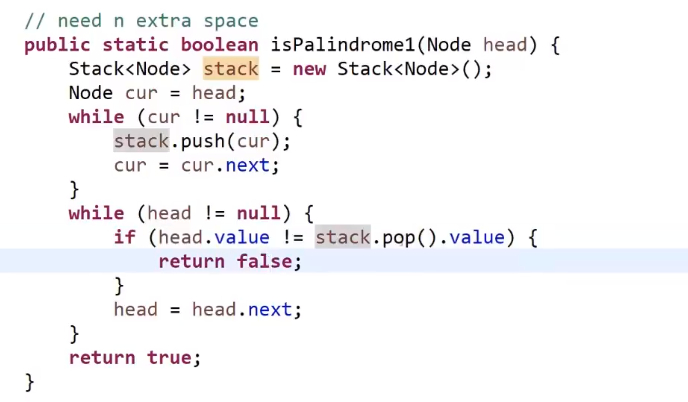 // need n extra space
public static boolean isPalindrome1(Node head) {
    Stack<Node> stack = new Stack<Node>();
    Node cur = head;
    while (cur != null) {
        stack.push(cur);
        cur = cur.next;
    }
    while (head != null) {
        if (head.value != stack.pop().value) {
            return false;
        }
        head = head.next;
    }
    return true;
}